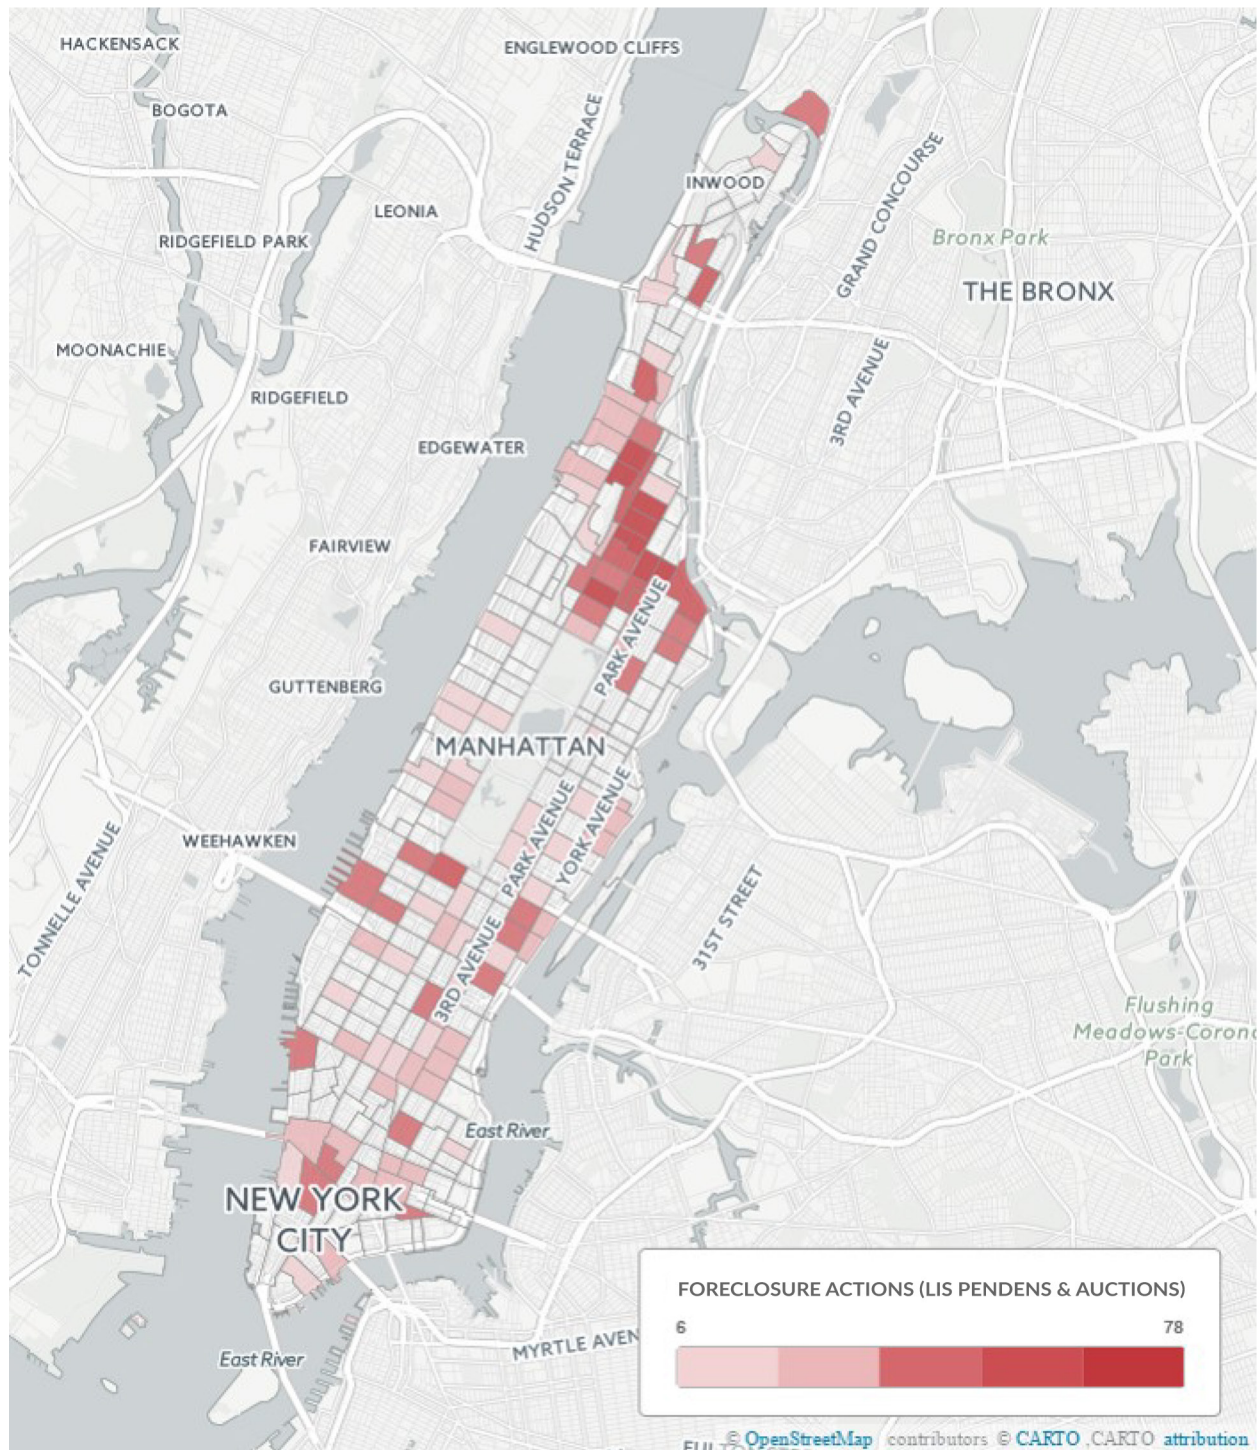 HACKENSACK
ENGLEWOOD CLIFFS
BOGOTA
HUDSON TERRACE
INWOOD
LEONIA
GRAND CONCOURSE
RIDGEFIELD PARK
Bronx Park
THE BRONX
MOONACHIE
3RD AVENUE
RIDGEFIELD
EDGEWATER
FAIRVIEW
PARK AVENUE
GUTTENBERG
MANHATTAN
PARK AVENUE
YORK AVENUE
TONNELLE AVENUE
WEEHAWKEN
31ST STREET
3RD AVENUE
Flushing
Meadows-Corona
Park
East River
NEW YORK
CITY
East River
MYRTLE AVEN
FORECLOSURE ACTIONS (LIS PENDENS & AUCTIONS)
6 78
© OpenStreetMap contributors © CARTO , CARTO attribution